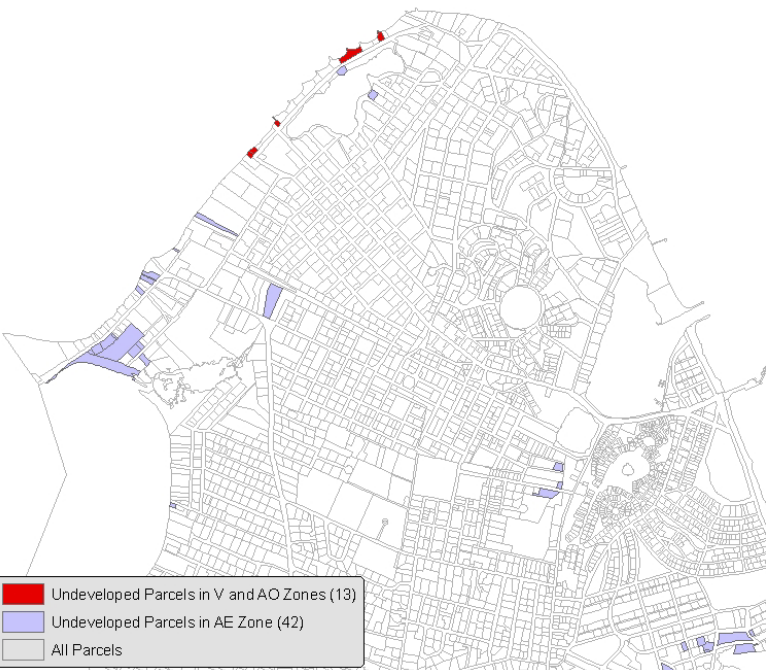 Undeveloped Parcels in V and AO Zones (13)
Undeveloped Parcels in AE Zone (42)
All Parcels